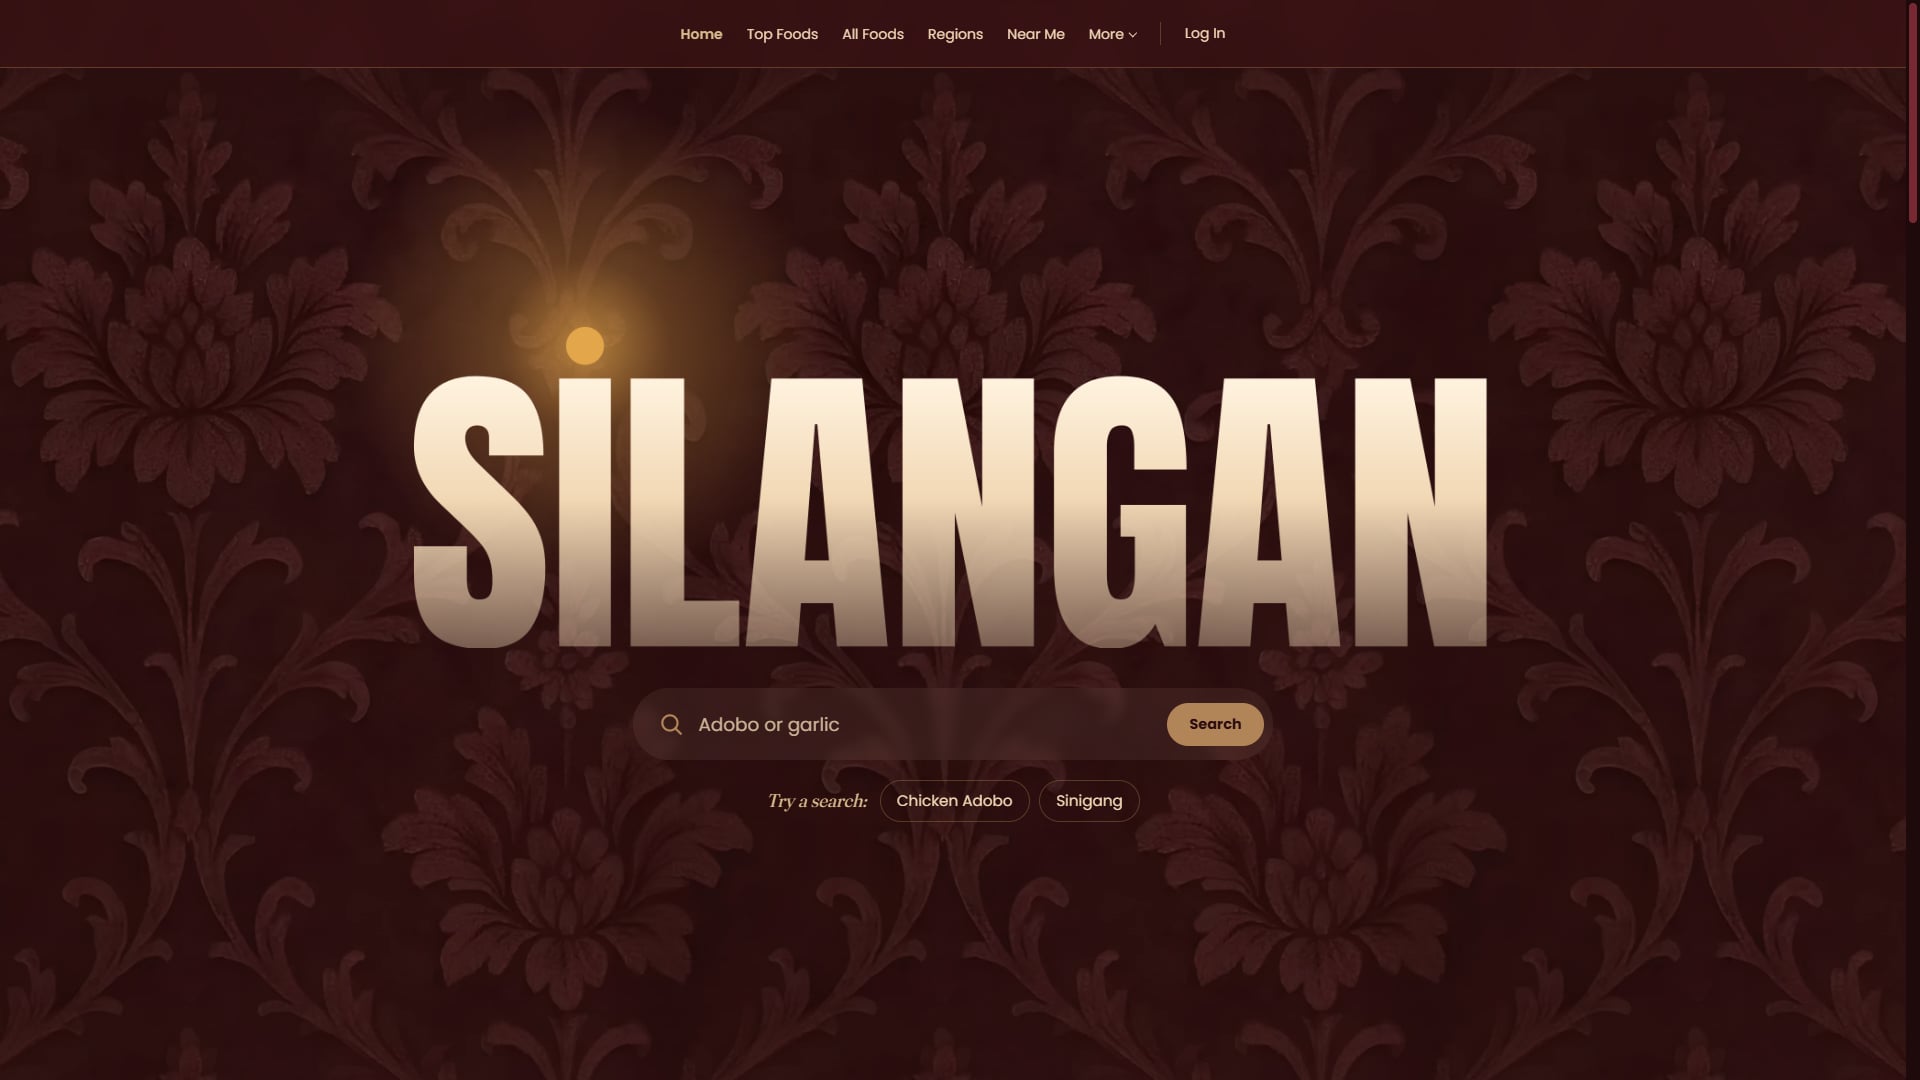 Home Top Foods All Foods Regions Near Me More Log In
SILANGAN
Adobo or garlic Search
Try a search: Chicken Adobo Sinigang